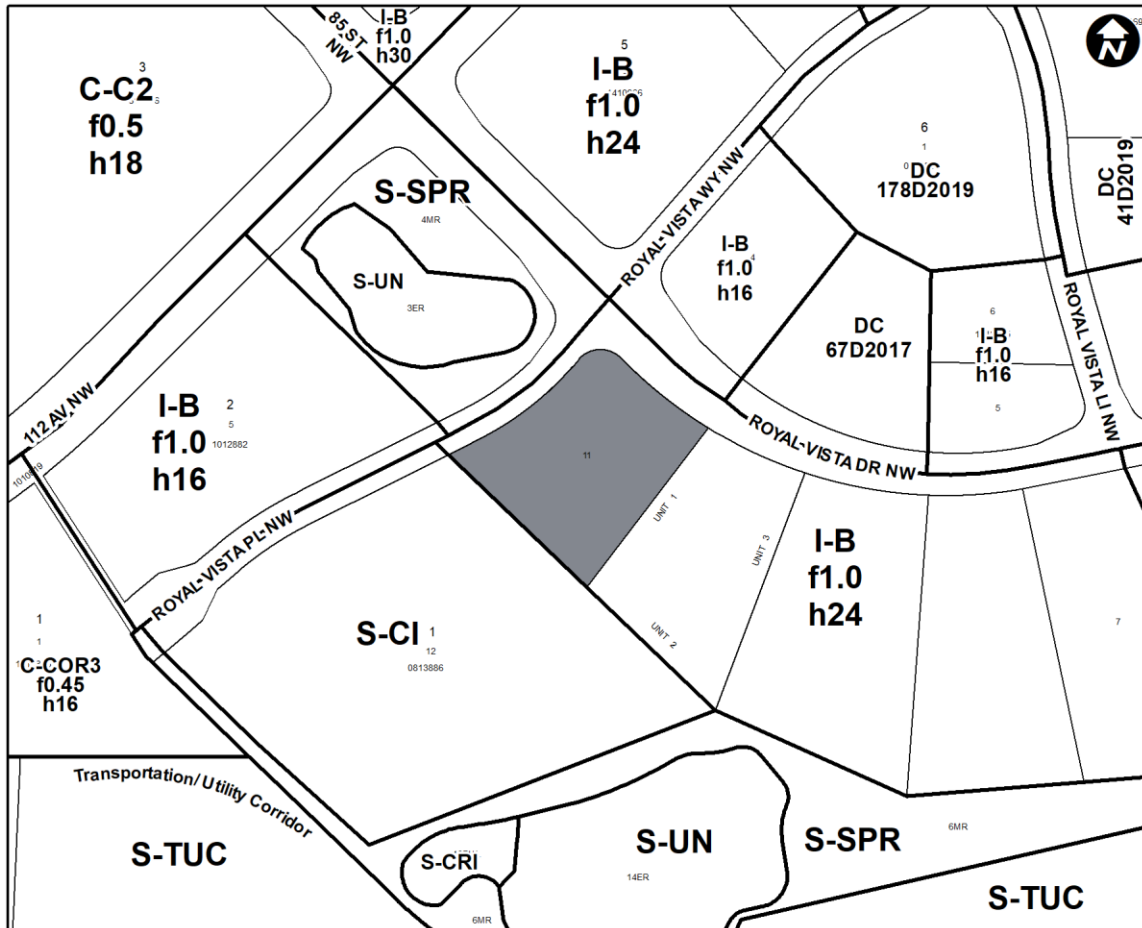 85 ST
NW
I-B
f1.0
h30
3
C-C2
f0.5
h18
5
I-B
f1.0
h24
N
6
1
DC
178D2019
DC
41D2019
S-SPR
4MR
S-UN
3ER
ROYAL VISTA WY NW
I-B
f1.0
4
h16
DC
67D2017
6
I-B
f1.0
h16
5
ROYAL VISTA LI NW
112 AV NW
I-B
f1.0
h16
2
5
1012882
11
ROYAL VISTA DR NW
UNIT 1
UNIT 3
UNIT 2
I-B
f1.0
h24
7
ROYAL VISTA PL NW
S-CI
1
12
0813886
1
1
C-COR3
f0.45
h16
Transportation/Utility Corridor
S-TUC
S-CRI
6MR
S-UN
14ER
S-SPR
6MR
S-TUC